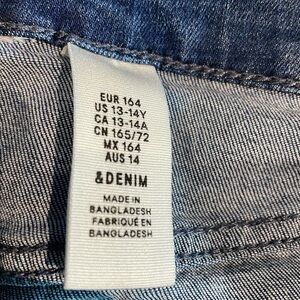 EUR 164
US 13-14Y
CA 13-14A
CN 165/72
MX 164
AUS 14
&DENIM
MADE IN
BANGLADESH
FABRIQUÉ EN
BANGLADESH